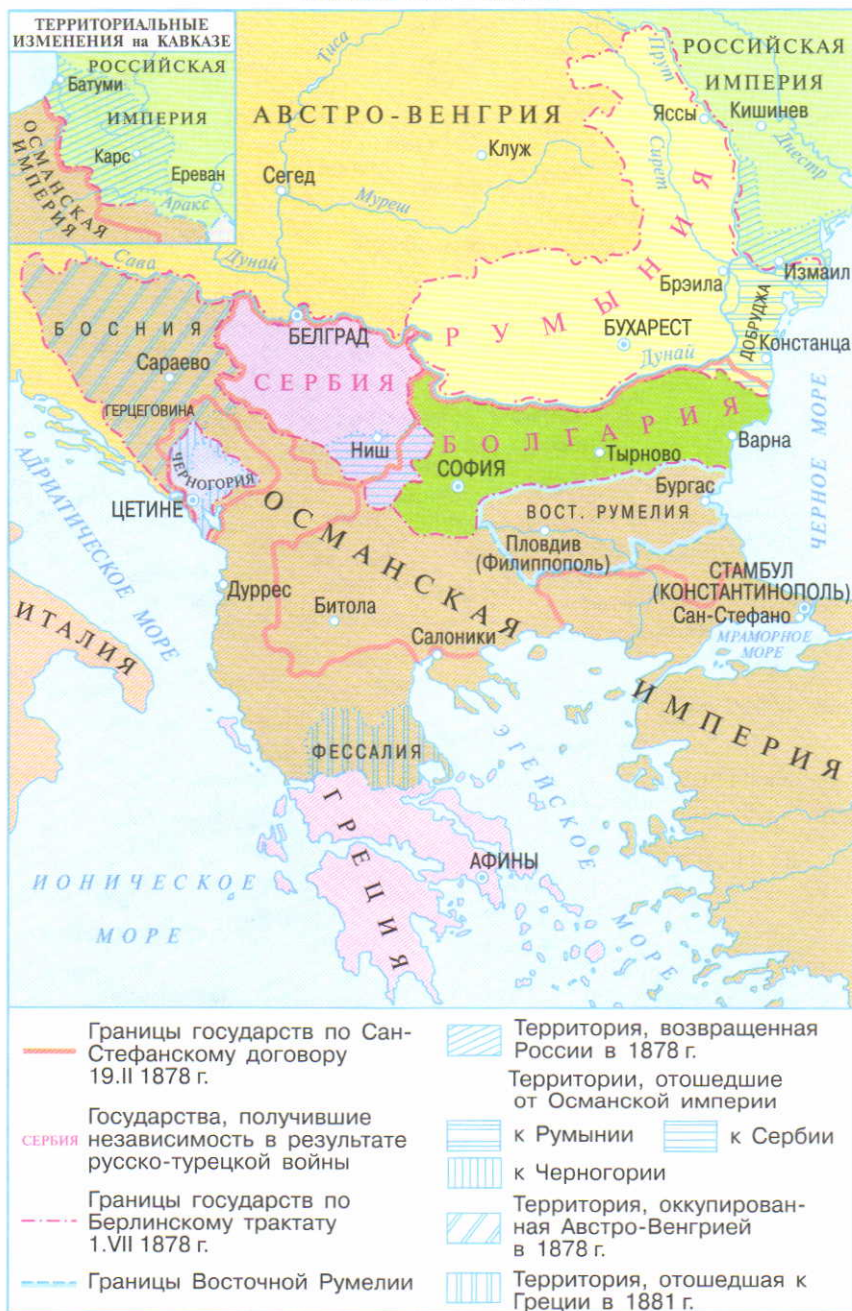 ТЕРРИТОРИАЛЬНЫЕ
ИЗМЕНЕНИЯ на КАВКАЗЕ
РОССИЙСКАЯ
ИМПЕРИЯ
Батуми
Карс
Ереван
Аракс
ОСМАНСКАЯ
ИМПЕРИЯ
АВСТРО-ВЕНГРИЯ
Тиса
Клуж
Сегед
Муреш
Прут
РОССИЙСКАЯ
ИМПЕРИЯ
Яссы
Кишинев
Днестр
Сирет
Сава
Дунай
БОСНИЯ
Сараево
ГЕРЦЕГОВИНА
БЕЛГРАД
СЕРБИЯ
Ниш
ЧЕРНОГОРИЯ
ЦЕТИНЕ
РУМЫНИЯ
Брэила
Измаил
БУХАРЕСТ
ДОБРУДЖА
Констанца
Дунай
БОЛГАРИЯ
СОФИЯ
Тырново
Варна
Бургас
ВОСТ. РУМЕЛИЯ
Пловдив
(Филиппополь)
ЧЕРНОЕ МОРЕ
АДРИАТИЧЕСКОЕ МОРЕ
ИТАЛИЯ
ОСМАНСКАЯ
ИМПЕРИЯ
Дуррес
Битола
Салоники
СТАМБУЛ
(КОНСТАНТИНОПОЛЬ)
Сан-Стефано
МРАМОРНОЕ
МОРЕ
ФЕССАЛИЯ
ГРЕЦИЯ
АФИНЫ
ЭГЕЙСКОЕ
МОРЕ
ИОНИЧЕСКОЕ
МОРЕ
Границы государств по Сан-
Стефанскому договору
19.II 1878 г.
СЕРБИЯ
Государства, получившие
независимость в результате
русско-турецкой войны
Границы государств по
Берлинскому трактату
1.VII 1878 г.
Границы Восточной Румелии
Территория, возвращенная
России в 1878 г.
Территории, отошедшие
от Османской империи
к Румынии
к Сербии
к Черногории
Территория, оккупирован-
ная Австро-Венгрией
в 1878 г.
Территория, отошедшая к
Греции в 1881 г.